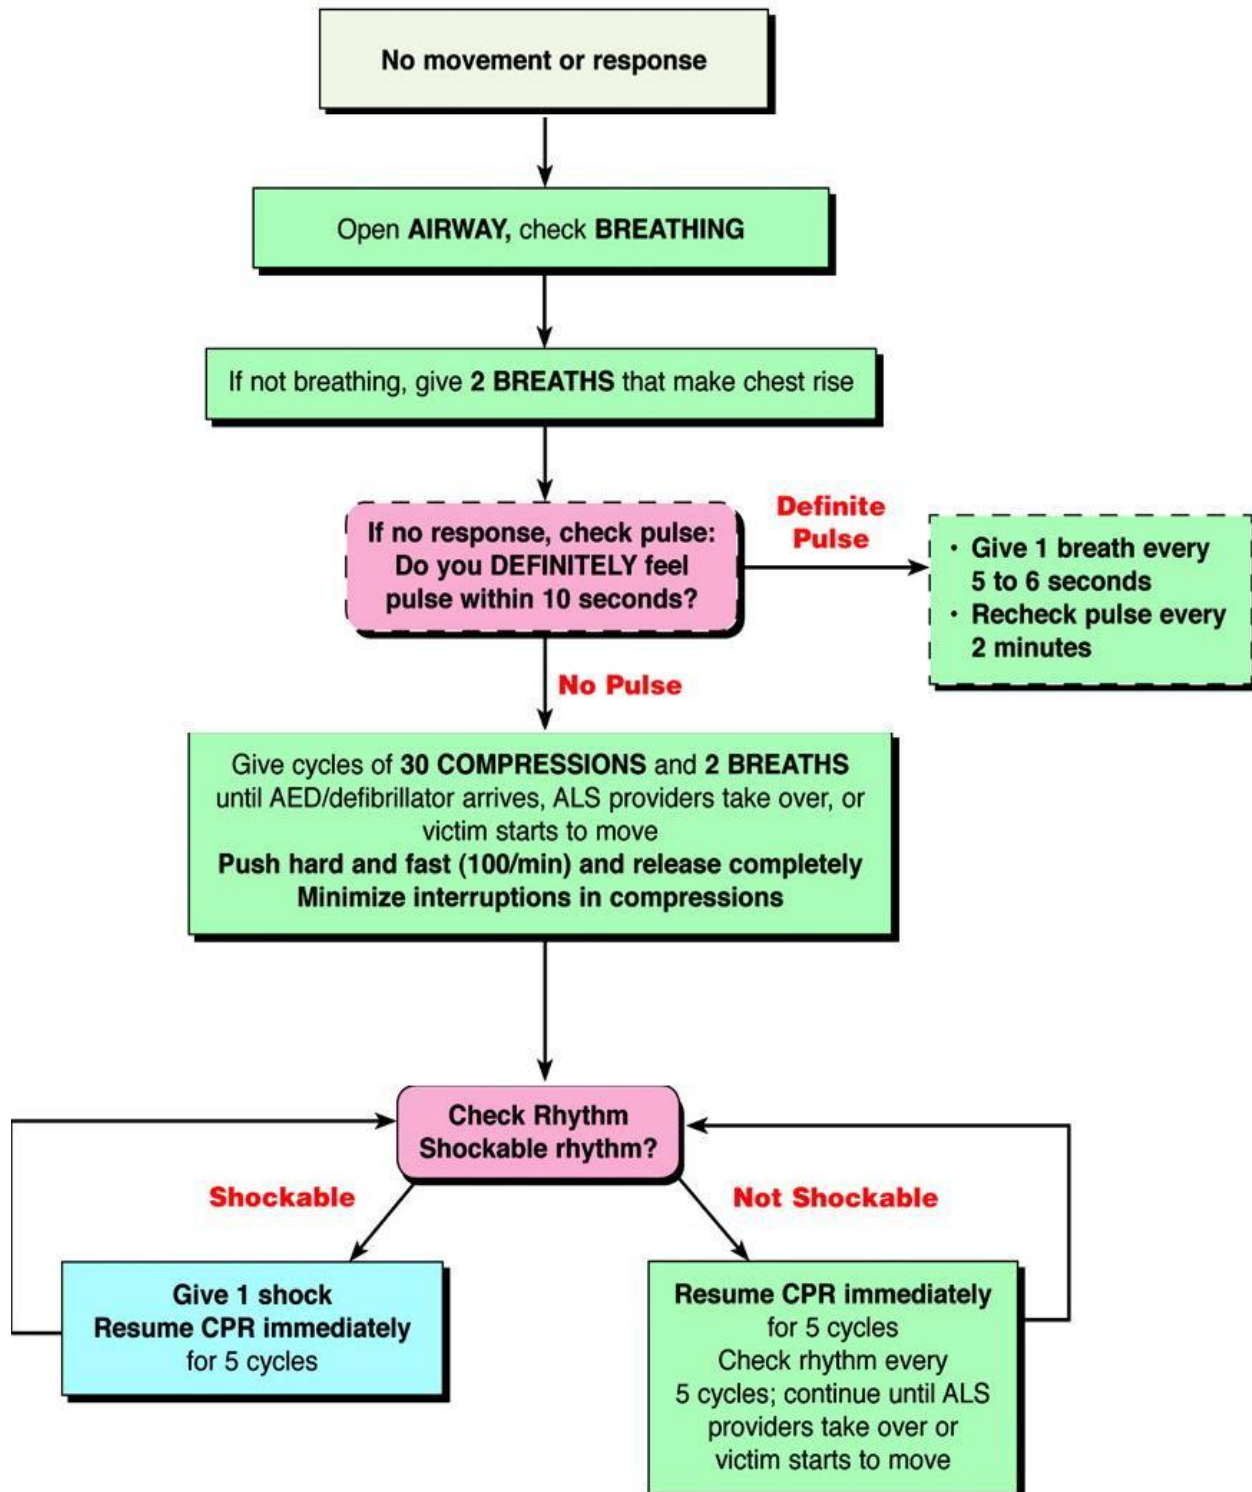 No movement or response
Open AIRWAY, check BREATHING
If not breathing, give 2 BREATHS that make chest rise
If no response, check pulse:
Do you DEFINITELY feel
pulse within 10 seconds?
Definite
Pulse
• Give 1 breath every
5 to 6 seconds
• Recheck pulse every
2 minutes
No Pulse
Give cycles of 30 COMPRESSIONS and 2 BREATHS
until AED/defibrillator arrives, ALS providers take over, or
victim starts to move
Push hard and fast (100/min) and release completely
Minimize interruptions in compressions
Check Rhythm
Shockable rhythm?
Shockable
Not Shockable
Give 1 shock
Resume CPR immediately
for 5 cycles
Resume CPR immediately
for 5 cycles
Check rhythm every
5 cycles; continue until ALS
providers take over or
victim starts to move